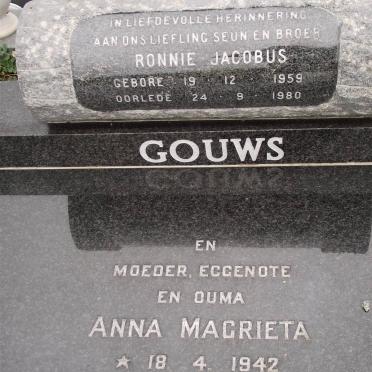 IN LIEFDEVOLLE HERINNERING
AAN ONS LIEFLING SEUN EN BROER
RONNIE JACOBUS
GEBORE 19 12 1959
OORLEDE 24 - 9 - 1980
GOUWS
EN
MOEDER, EGGENOTE
EN OUMA
ANNA MAGRIETA
* 18. 4. 1942